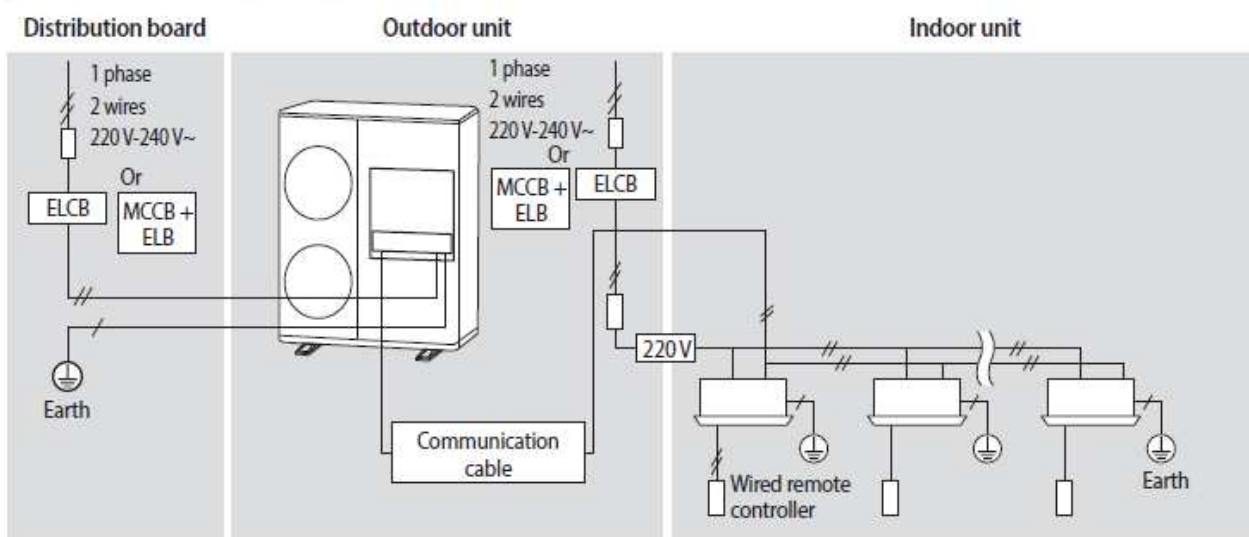 Distribution board
Outdoor unit
Indoor unit
1 phase
2 wires
220 V-240 V~
Or
ELCB
MCCB +
ELB
Earth
1 phase
2 wires
220 V-240 V~
Or
MCCB +
ELB
ELCB
220 V
Communication
cable
Wired remote
controller
Earth